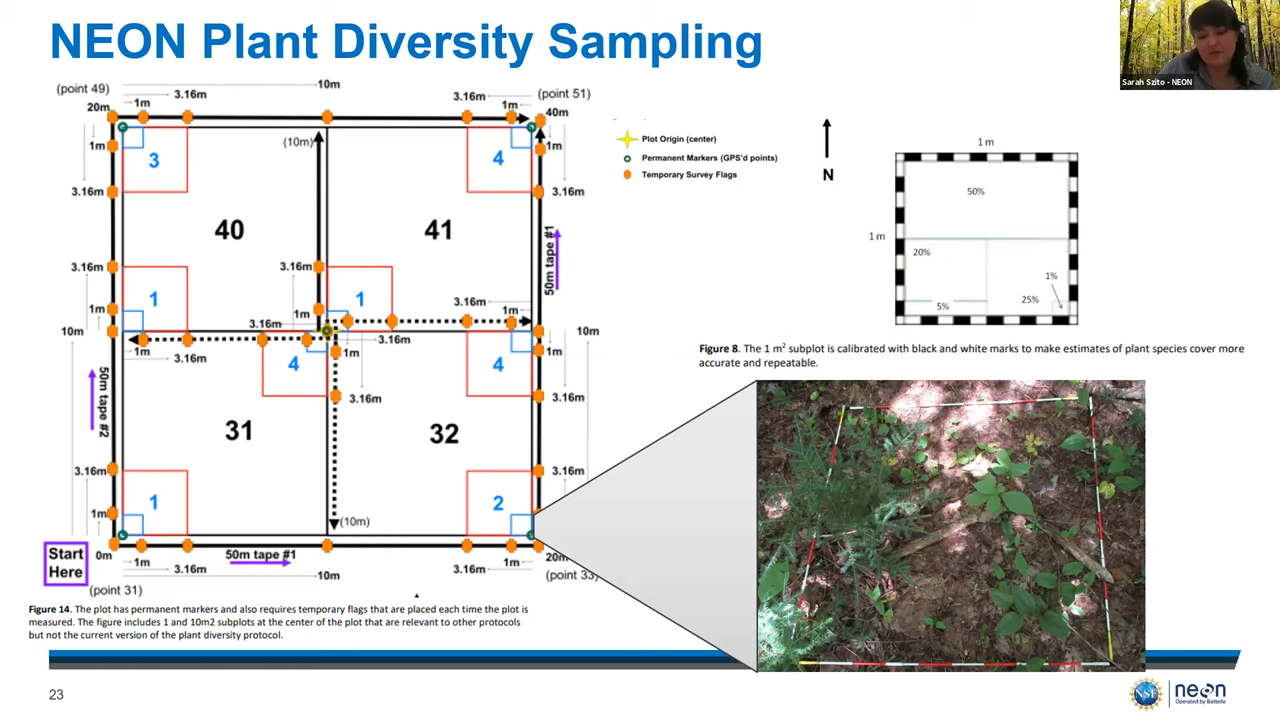 NEON Plant Diversity Sampling
Sarah Szito - NEON
(point 49)
10m
(point 51)
3.16m
3.16m
20m
1m
1m
40m
1m
3
(10m)
4
1m
3.16m
3.16m
40
41
50m tape #1
3.16m
3.16m
1
1
3.16m
1m
1m
1m
3.16m
10m
10m
1m
3.16m
3.16m
1m
1m
4
4
3.16m
3.16m
50m tape #2
31
32
3.16m
3.16m
1
2
1m
(10m)
Start
Here
0m
50m tape #1
20m
1m
3.16m
10m
3.16m
1m
(point 31)
(point 33)
Plot Origin (center)
Permanent Markers (GPS'd points)
Temporary Survey Flags
N
1 m
50%
1 m
20%
1%
5%
25%
Figure 8. The 1 m² subplot is calibrated with black and white marks to make estimates of plant species cover more
accurate and repeatable.
Figure 14. The plot has permanent markers and also requires temporary flags that are placed each time the plot is
measured. The figure includes 1 and 10m2 subplots at the center of the plot that are relevant to other protocols
but not the current version of the plant diversity protocol.
23
NSF
neon
Operated by Battelle